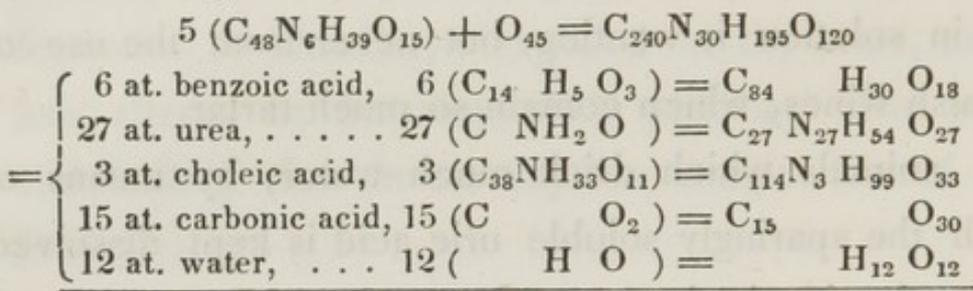 5 (C₄₈N₆H₃₉O₁₅) + O₄₅ = C₂₄₀N₃₀H₁₉₅O₁₂₀
6 at. benzoic acid, 6 (C₁₄ H₅ O₃) = C₈₄ H₃₀ O₁₈
27 at. urea, . . . . . 27 (C NH₂ O ) = C₂₇ N₂₇H₅₄ O₂₇
= { 3 at. choleic acid, 3 (C₃₈NH₃₃O₁₁) = C₁₁₄N₃ H₉₉ O₃₃
15 at. carbonic acid, 15 (C O₂ ) = C₁₅ O₃₀
12 at. water, . . . 12 ( H O ) = H₁₂ O₁₂